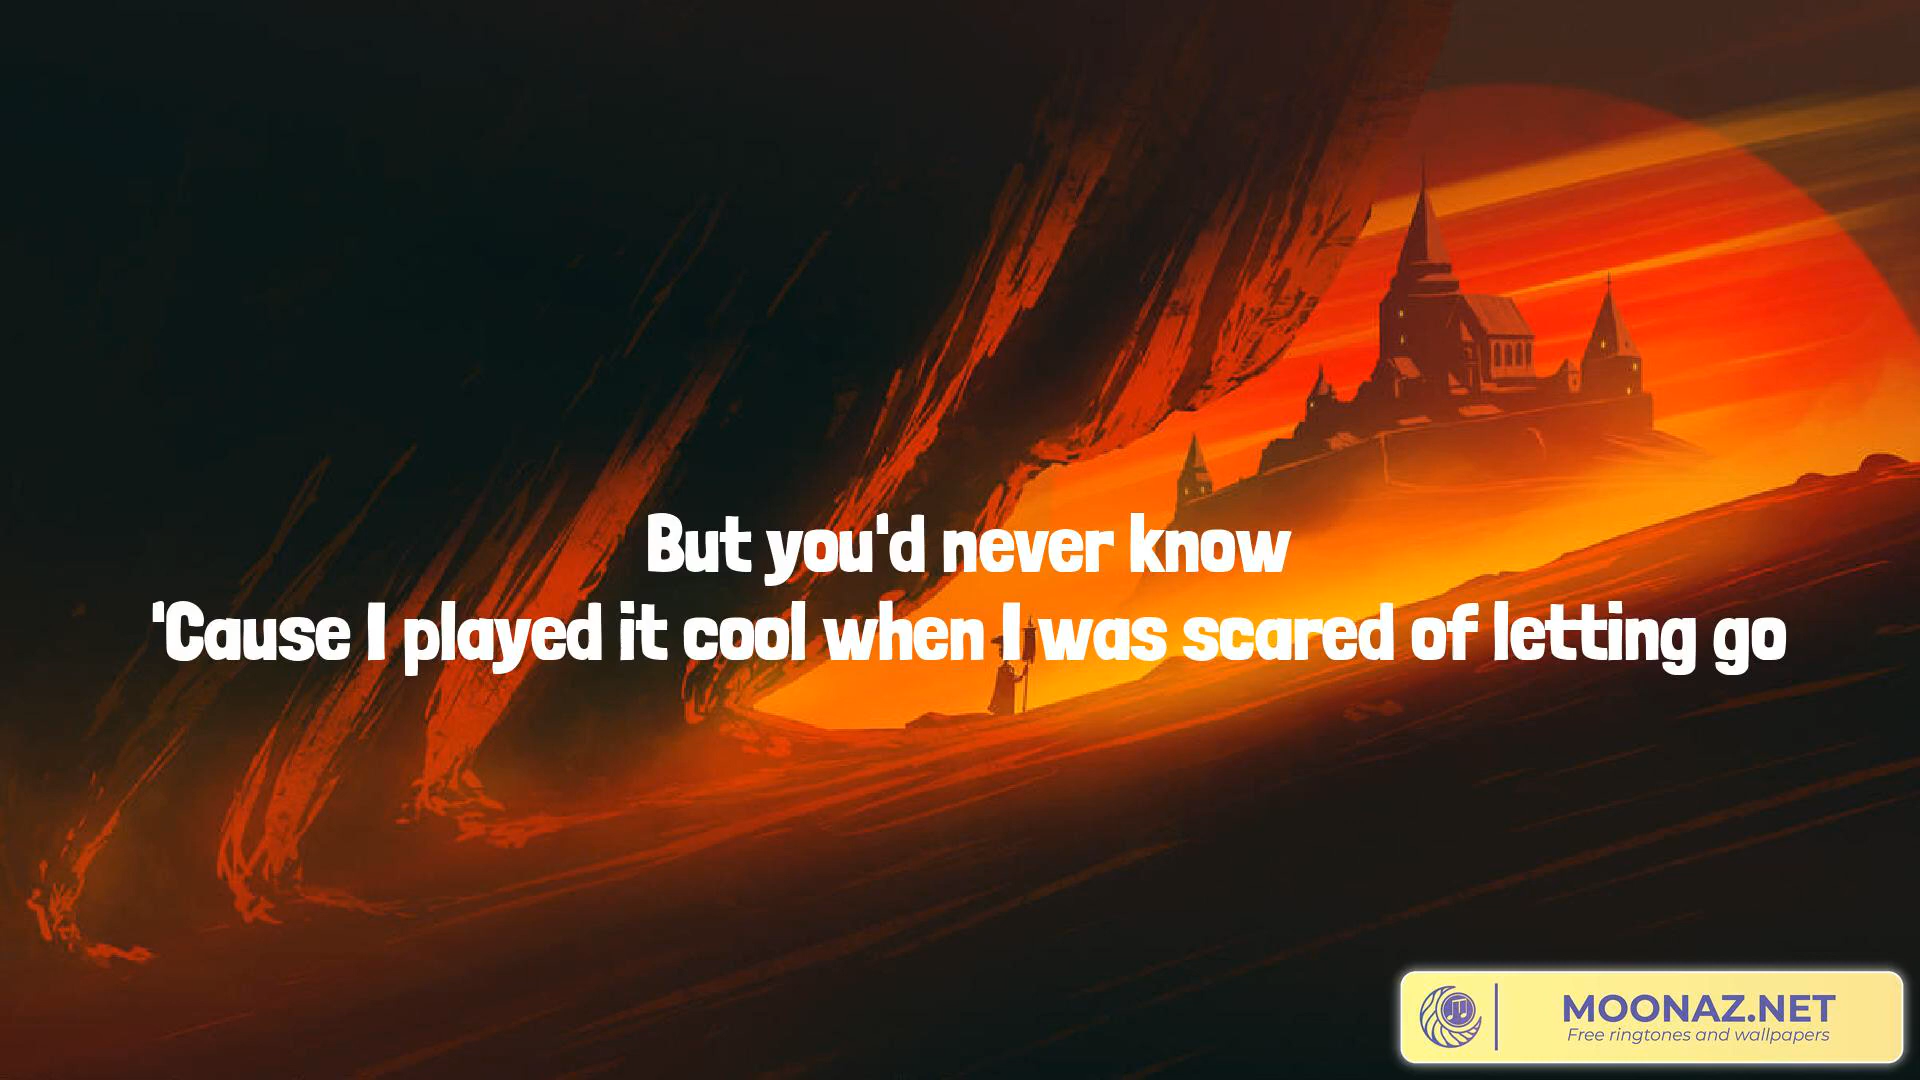 But you'd never know
'Cause I played it cool when I was scared of letting go
MOONAZ.NET
Free ringtones and wallpapers